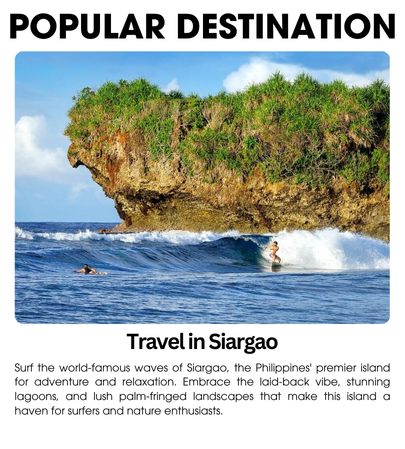 POPULAR DESTINATION
Travel in Siargao
Surf the world-famous waves of Siargao, the Philippines' premier island
for adventure and relaxation. Embrace the laid-back vibe, stunning
lagoons, and lush palm-fringed landscapes that make this island a
haven for surfers and nature enthusiasts.